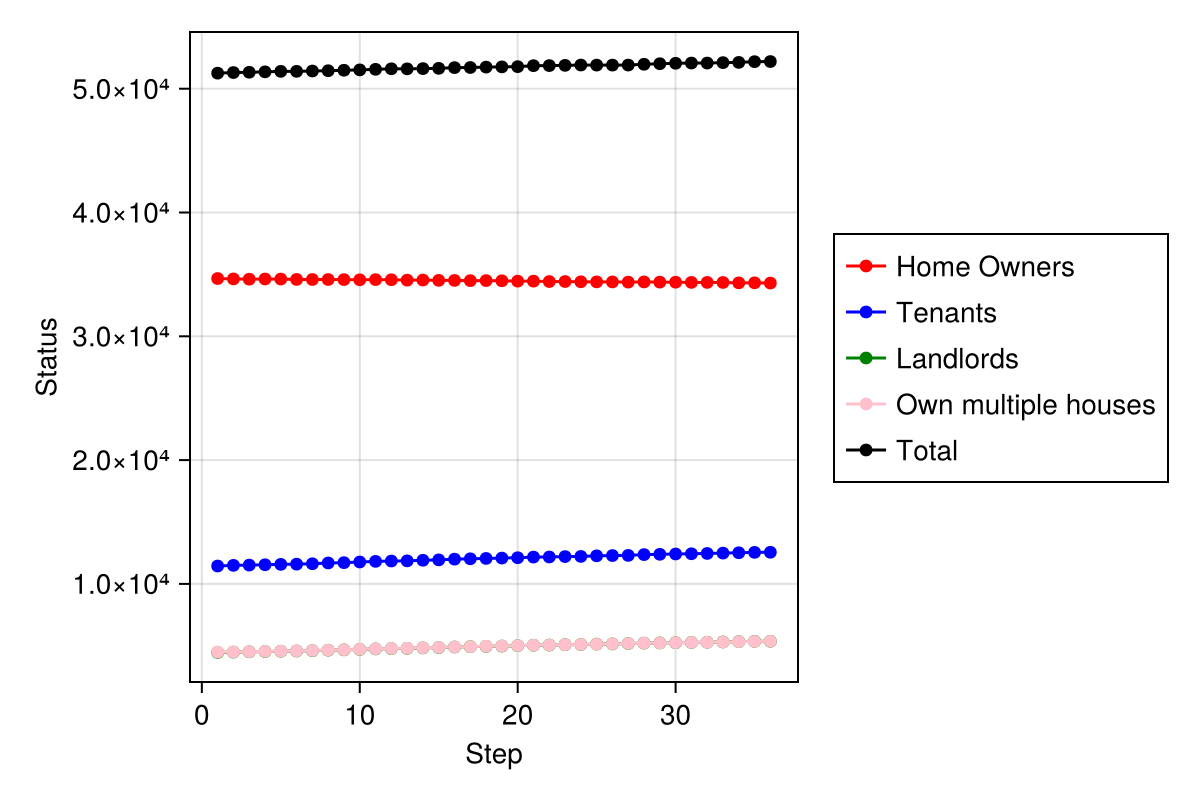 5.0×10⁴
4.0×10⁴
3.0×10⁴
2.0×10⁴
1.0×10⁴
Status
0 10 20 30
Step
Home Owners
Tenants
Landlords
Own multiple houses
Total